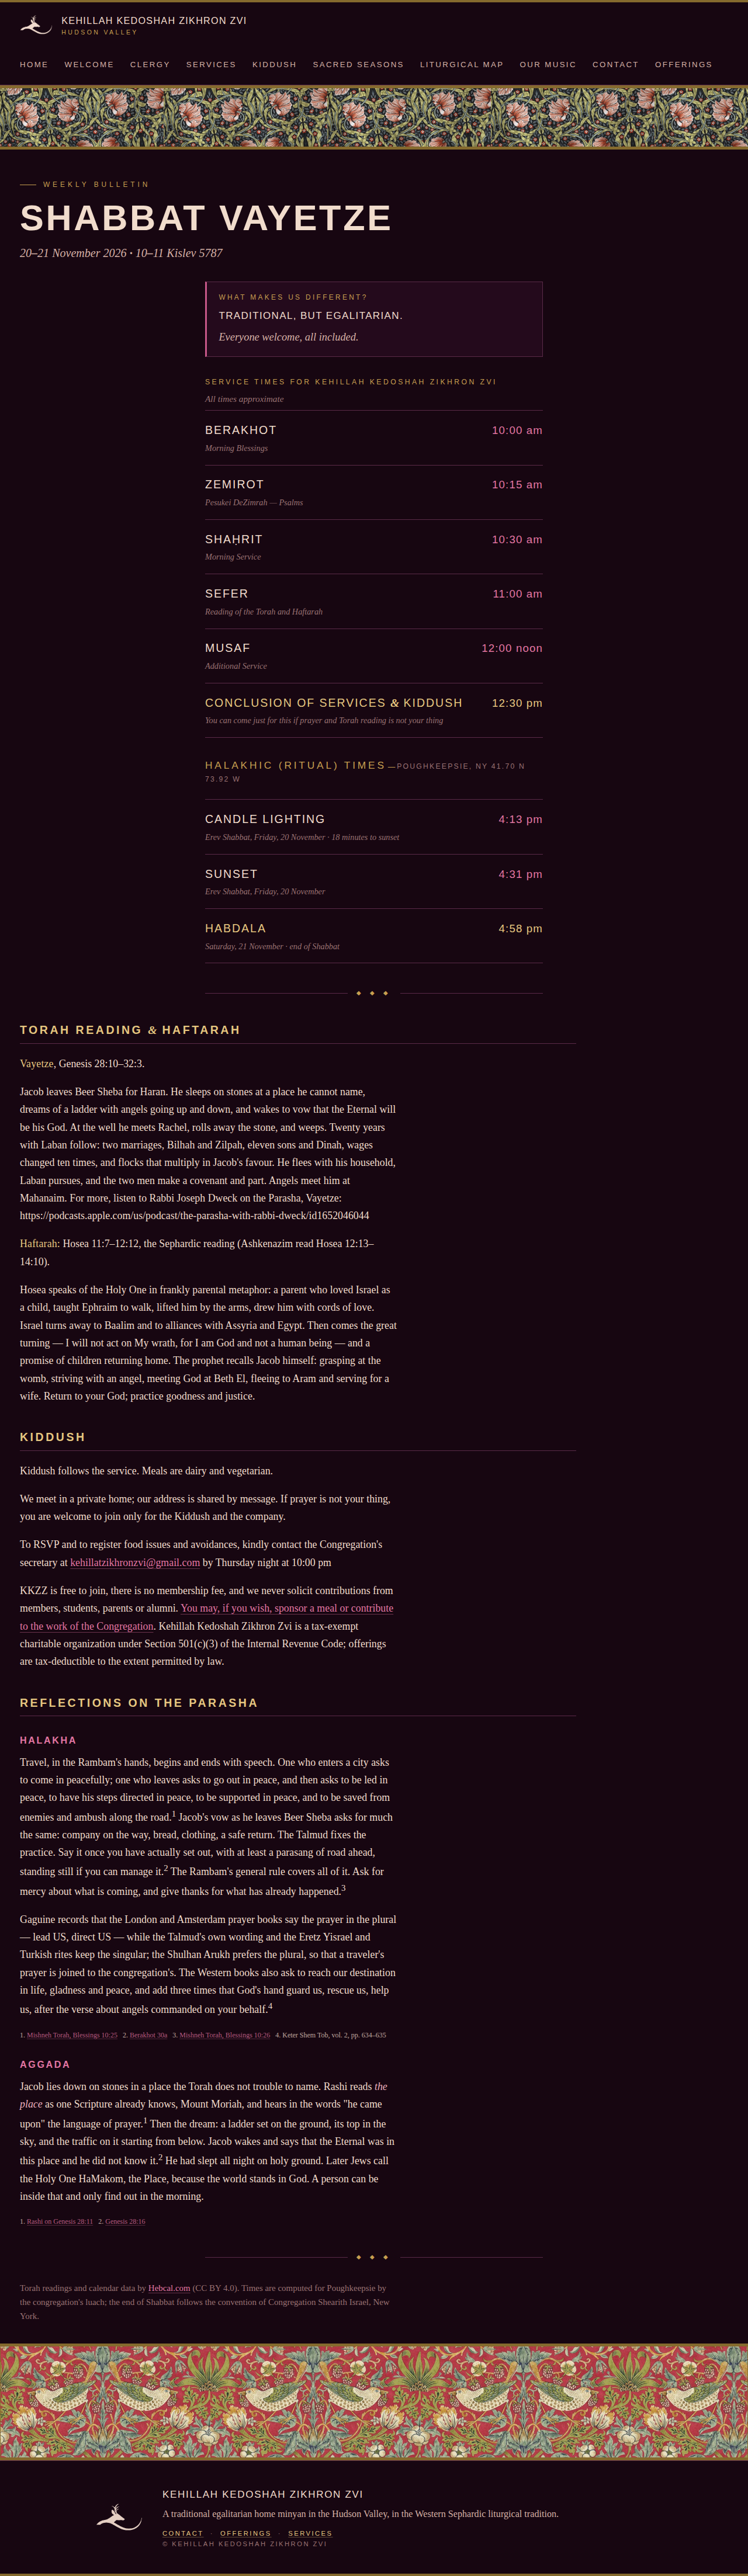 KEHILLAH KEDOSHAH ZIKHRON ZVI
HUDSON VALLEY
HOME WELCOME CLERGY SERVICES KIDDUSH SACRED SEASONS LITURGICAL MAP OUR MUSIC CONTACT OFFERINGS
WEEKLY BULLETIN
SHABBAT VAYETZE
20–21 November 2026 · 10–11 Kislev 5787
WHAT MAKES US DIFFERENT?
TRADITIONAL, BUT EGALITARIAN.
Everyone welcome, all included.
SERVICE TIMES FOR KEHILLAH KEDOSHAH ZIKHRON ZVI
All times approximate
BERAKHOT 10:00 am
Morning Blessings
ZEMIROT 10:15 am
Pesukei DeZimrah — Psalms
SHAḤRIT 10:30 am
Morning Service
SEFER 11:00 am
Reading of the Torah and Haftarah
MUSAF 12:00 noon
Additional Service
CONCLUSION OF SERVICES & KIDDUSH 12:30 pm
You can come just for this if prayer and Torah reading is not your thing
HALAKHIC (RITUAL) TIMES — POUGHKEEPSIE, NY 41.70 N
73.92 W
CANDLE LIGHTING 4:13 pm
Erev Shabbat, Friday, 20 November · 18 minutes to sunset
SUNSET 4:31 pm
Erev Shabbat, Friday, 20 November
HABDALA 4:58 pm
Saturday, 21 November · end of Shabbat
TORAH READING & HAFTARAH
Vayetze, Genesis 28:10–32:3.
Jacob leaves Beer Sheba for Haran. He sleeps on stones at a place he cannot name,
dreams of a ladder with angels going up and down, and wakes to vow that the Eternal will
be his God. At the well he meets Rachel, rolls away the stone, and weeps. Twenty years
with Laban follow: two marriages, Bilhah and Zilpah, eleven sons and Dinah, wages
changed ten times, and flocks that multiply in Jacob's favour. He flees with his household,
Laban pursues, and the two men make a covenant and part. Angels meet him at
Mahanaim. For more, listen to Rabbi Joseph Dweck on the Parasha, Vayetze:
https://podcasts.apple.com/us/podcast/the-parasha-with-rabbi-dweck/id1652046044
Haftarah: Hosea 11:7–12:12, the Sephardic reading (Ashkenazim read Hosea 12:13–
14:10).
Hosea speaks of the Holy One in frankly parental metaphor: a parent who loved Israel as
a child, taught Ephraim to walk, lifted him by the arms, drew him with cords of love.
Israel turns away to Baalim and to alliances with Assyria and Egypt. Then comes the great
turning — I will not act on My wrath, for I am God and not a human being — and a
promise of children returning home. The prophet recalls Jacob himself: grasping at the
womb, striving with an angel, meeting God at Beth El, fleeing to Aram and serving for a
wife. Return to your God; practice goodness and justice.
KIDDUSH
Kiddush follows the service. Meals are dairy and vegetarian.
We meet in a private home; our address is shared by message. If prayer is not your thing,
you are welcome to join only for the Kiddush and the company.
To RSVP and to register food issues and avoidances, kindly contact the Congregation's
secretary at kehillatzikhronzvi@gmail.com by Thursday night at 10:00 pm
KKZZ is free to join, there is no membership fee, and we never solicit contributions from
members, students, parents or alumni. You may, if you wish, sponsor a meal or contribute
to the work of the Congregation. Kehillah Kedoshah Zikhron Zvi is a tax-exempt
charitable organization under Section 501(c)(3) of the Internal Revenue Code; offerings
are tax-deductible to the extent permitted by law.
REFLECTIONS ON THE PARASHA
HALAKHA
Travel, in the Rambam's hands, begins and ends with speech. One who enters a city asks
to come in peacefully; one who leaves asks to go out in peace, and then asks to be led in
peace, to have his steps directed in peace, to be supported in peace, and to be saved from
enemies and ambush along the road.1 Jacob's vow as he leaves Beer Sheba asks for much
the same: company on the way, bread, clothing, a safe return. The Talmud fixes the
practice. Say it once you have actually set out, with at least a parasang of road ahead,
standing still if you can manage it.2 The Rambam's general rule covers all of it. Ask for
mercy about what is coming, and give thanks for what has already happened.3
Gaguine records that the London and Amsterdam prayer books say the prayer in the plural
— lead US, direct US — while the Talmud's own wording and the Eretz Yisrael and
Turkish rites keep the singular; the Shulhan Arukh prefers the plural, so that a traveler's
prayer is joined to the congregation's. The Western books also ask to reach our destination
in life, gladness and peace, and add three times that God's hand guard us, rescue us, help
us, after the verse about angels commanded on your behalf.4
1. Mishneh Torah, Blessings 10:25 2. Berakhot 30a 3. Mishneh Torah, Blessings 10:26 4. Keter Shem Tob, vol. 2, pp. 634–635
AGGADA
Jacob lies down on stones in a place the Torah does not trouble to name. Rashi reads the
place as one Scripture already knows, Mount Moriah, and hears in the words "he came
upon" the language of prayer.1 Then the dream: a ladder set on the ground, its top in the
sky, and the traffic on it starting from below. Jacob wakes and says that the Eternal was in
this place and he did not know it.2 He had slept all night on holy ground. Later Jews call
the Holy One HaMakom, the Place, because the world stands in God. A person can be
inside that and only find out in the morning.
1. Rashi on Genesis 28:11 2. Genesis 28:16
Torah readings and calendar data by Hebcal.com (CC BY 4.0). Times are computed for Poughkeepsie by
the congregation's luach; the end of Shabbat follows the convention of Congregation Shearith Israel, New
York.
KEHILLAH KEDOSHAH ZIKHRON ZVI
A traditional egalitarian home minyan in the Hudson Valley, in the Western Sephardic liturgical tradition.
CONTACT · OFFERINGS · SERVICES
© KEHILLAH KEDOSHAH ZIKHRON ZVI